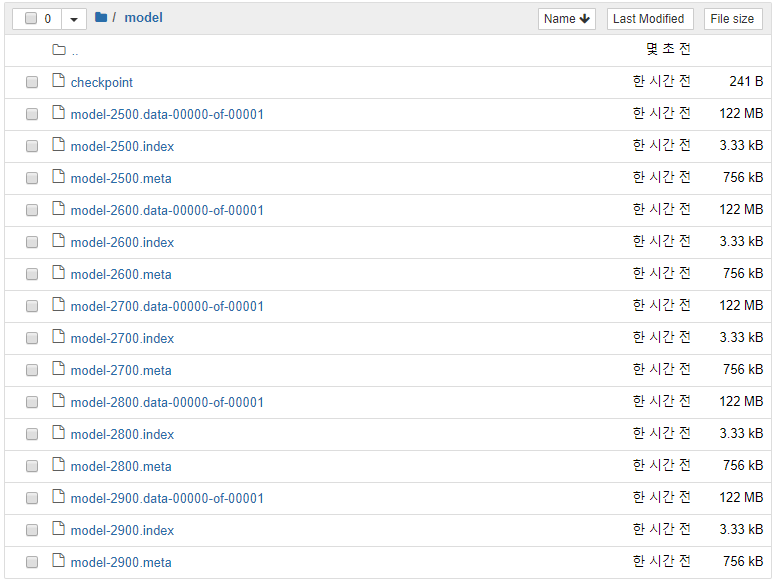 0 / model Name Last Modified File size
.. 몇 초 전
checkpoint 한 시간 전 241 B
model-2500.data-00000-of-00001 한 시간 전 122 MB
model-2500.index 한 시간 전 3.33 kB
model-2500.meta 한 시간 전 756 kB
model-2600.data-00000-of-00001 한 시간 전 122 MB
model-2600.index 한 시간 전 3.33 kB
model-2600.meta 한 시간 전 756 kB
model-2700.data-00000-of-00001 한 시간 전 122 MB
model-2700.index 한 시간 전 3.33 kB
model-2700.meta 한 시간 전 756 kB
model-2800.data-00000-of-00001 한 시간 전 122 MB
model-2800.index 한 시간 전 3.33 kB
model-2800.meta 한 시간 전 756 kB
model-2900.data-00000-of-00001 한 시간 전 122 MB
model-2900.index 한 시간 전 3.33 kB
model-2900.meta 한 시간 전 756 kB